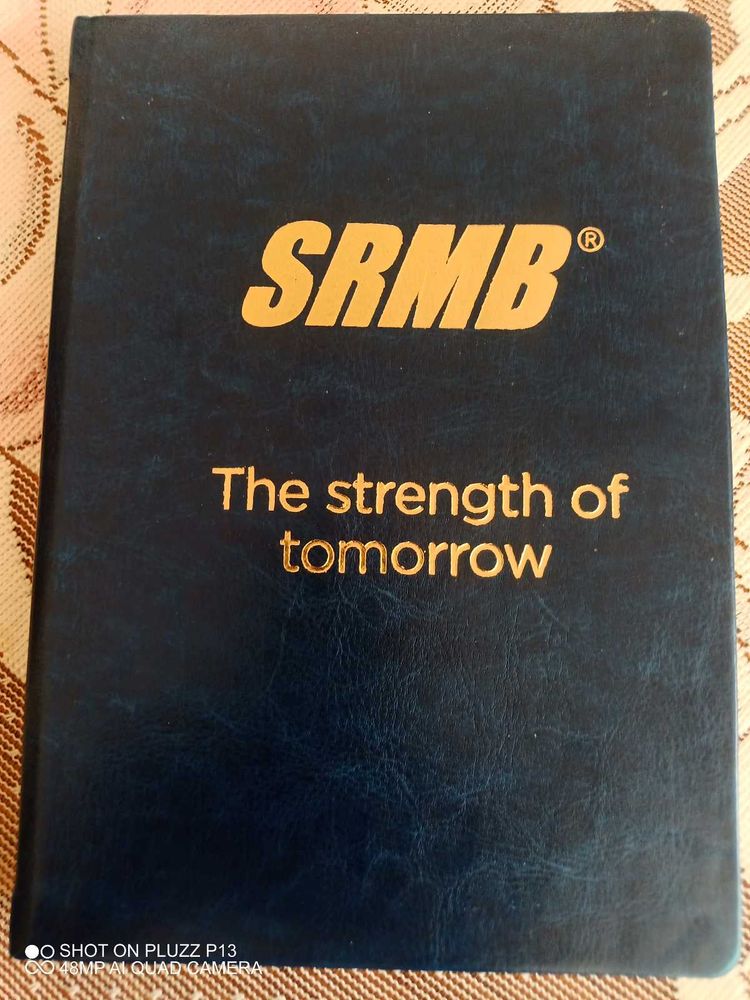 SRMB®
The strength of
tomorrow
SHOT ON PLUZZ P13
48MP AI QUAD CAMERA